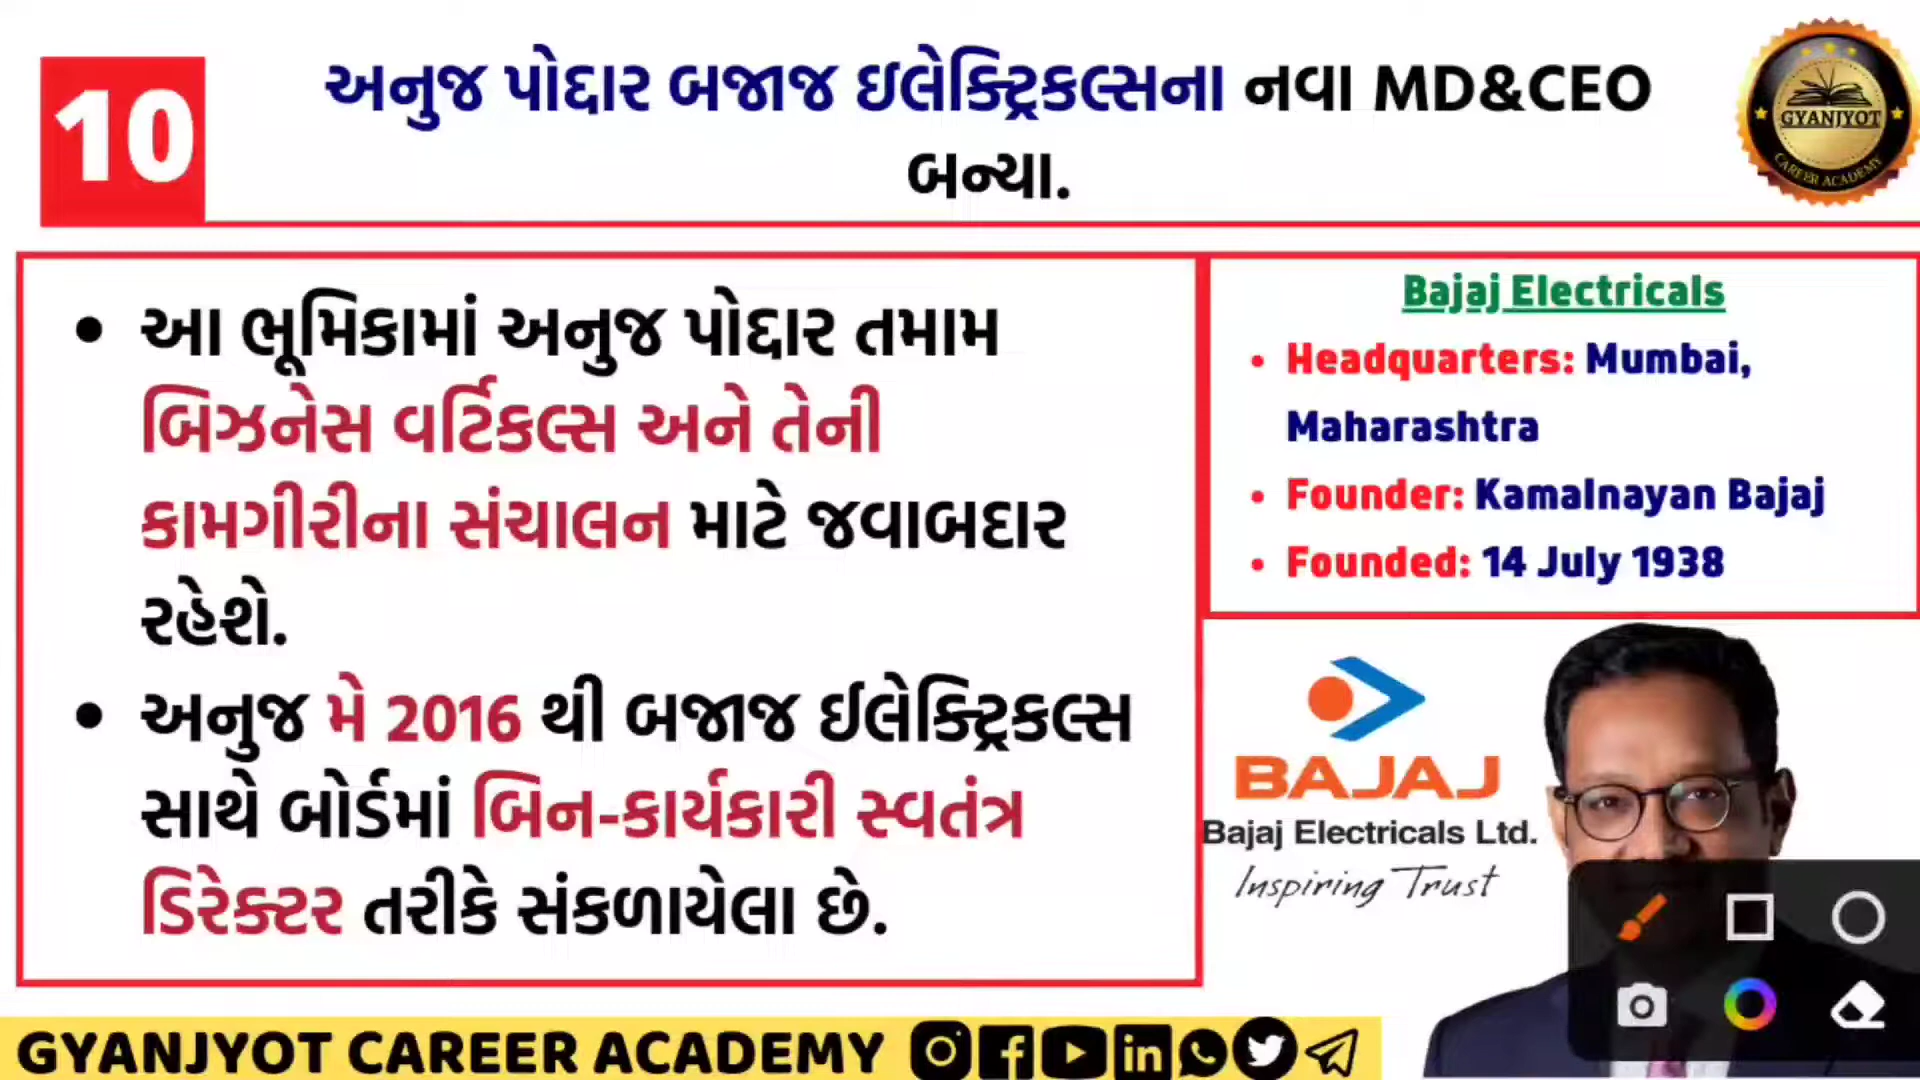 10
અનુજ પોદ્દાર બજાજ ઇલેક્ટ્રિકલ્સના નવા MD&CEO
બન્યા.
GYANJYOT
CAREER ACADEMY
• આ ભૂમિકામાં અનુજ પોદ્દાર તમામ
બિઝનેસ વર્ટિકલ્સ અને તેની
કામગીરીના સંચાલન માટે જવાબદાર
રહેશે.
• અનુજ મે 2016 થી બજાજ ઈલેક્ટ્રિકલ્સ
સાથે બોર્ડમાં બિન-કાર્યકારી સ્વતંત્ર
ડિરેક્ટર તરીકે સંકળાયેલા છે.
Bajaj Electricals
• Headquarters: Mumbai,
Maharashtra
• Founder: Kamalnayan Bajaj
• Founded: 14 July 1938
BAJAJ
Bajaj Electricals Ltd.
Inspiring Trust
GYANJYOT CAREER ACADEMY